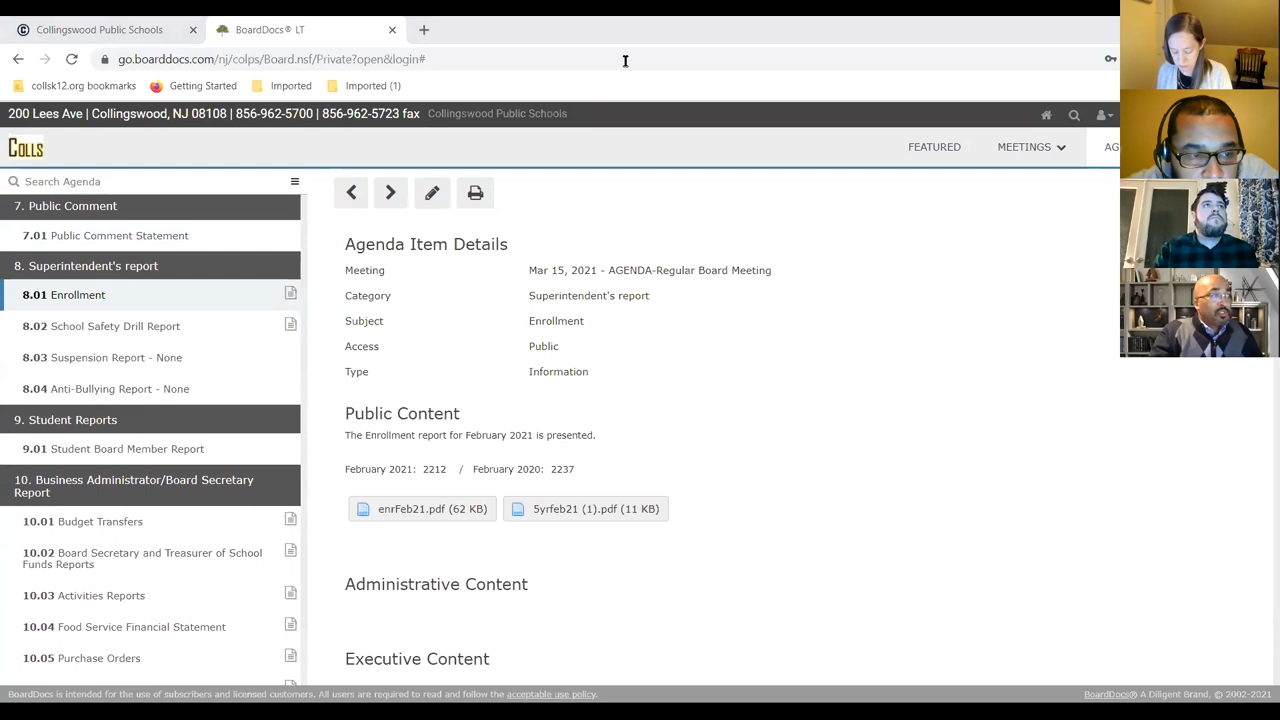 Collingswood Public Schools
BoardDocs® LT
go.boarddocs.com/nj/colps/Board.nsf/Private?open&login#
collsk12.org bookmarks
Getting Started
Imported
Imported (1)
200 Lees Ave | Collingswood, NJ 08108 | 856-962-5700 | 856-962-5723 fax Collingswood Public Schools
COLLS
FEATURED
MEETINGS
AG
Search Agenda
7. Public Comment
7.01 Public Comment Statement
8. Superintendent's report
8.01 Enrollment
8.02 School Safety Drill Report
8.03 Suspension Report - None
8.04 Anti-Bullying Report - None
9. Student Reports
9.01 Student Board Member Report
10. Business Administrator/Board Secretary
Report
10.01 Budget Transfers
10.02 Board Secretary and Treasurer of School
Funds Reports
10.03 Activities Reports
10.04 Food Service Financial Statement
10.05 Purchase Orders
Agenda Item Details
Meeting Mar 15, 2021 - AGENDA-Regular Board Meeting
Category Superintendent's report
Subject Enrollment
Access Public
Type Information
Public Content
The Enrollment report for February 2021 is presented.
February 2021: 2212 / February 2020: 2237
enrFeb21.pdf (62 KB)
5yrfeb21 (1).pdf (11 KB)
Administrative Content
Executive Content
BoardDocs is intended for the use of subscribers and licensed customers. All users are required to read and follow the acceptable use policy.
BoardDocs® A Diligent Brand, © 2002-2021